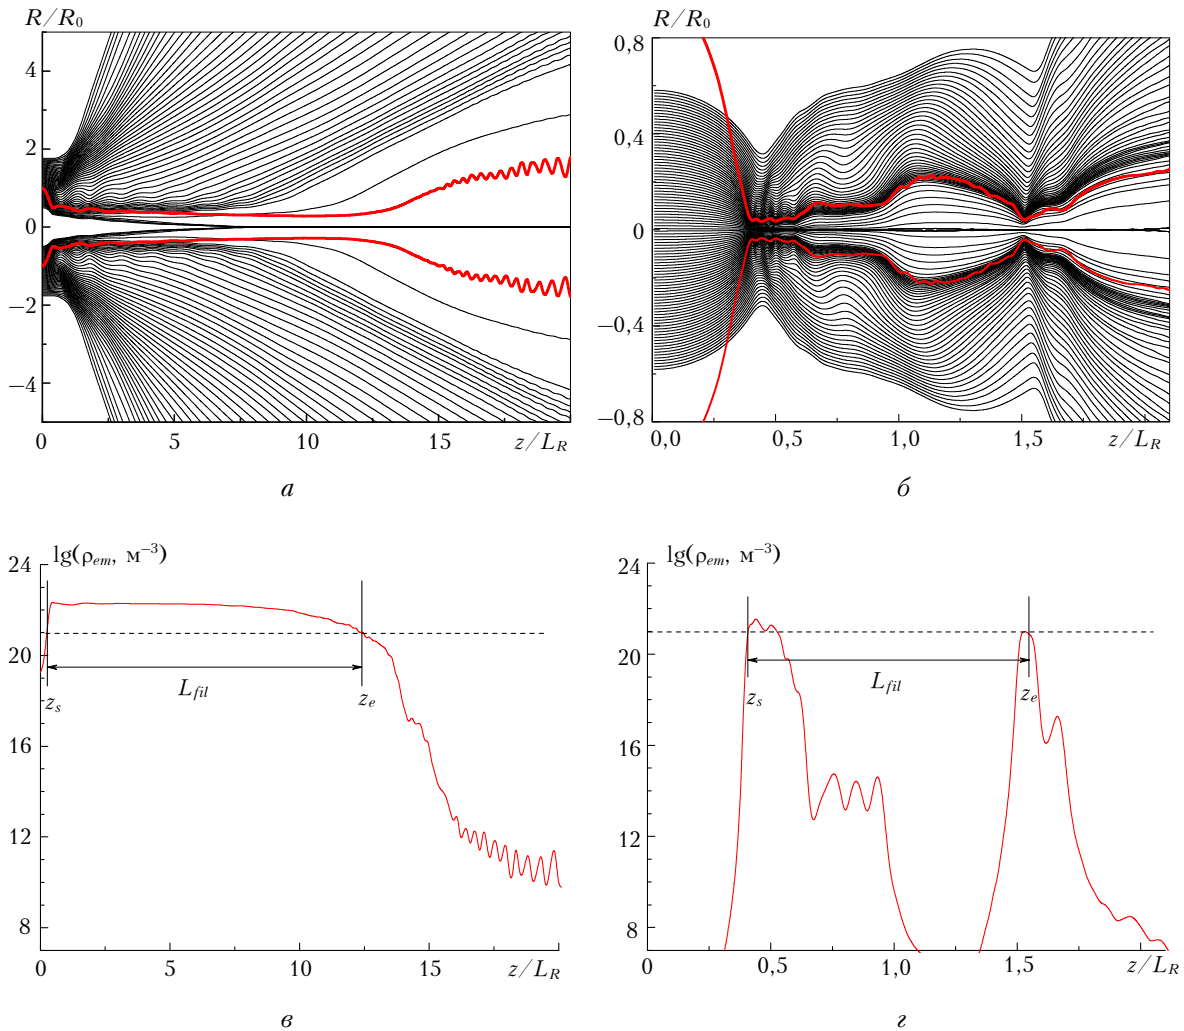 R/R₀
4
2
0
−2
−4
0
5
10
15
z/L_R
а
R/R₀
0,8
0,4
0
−0,4
−0,8
0,0
0,5
1,0
1,5
z/L_R
б
lg(ρ_em, м⁻³)
24
20
16
12
8
z_s
L_fil
z_e
0
5
10
15
z/L_R
в
lg(ρ_em, м⁻³)
24
20
16
12
8
z_s
L_fil
z_e
0
0,5
1,0
1,5
z/L_R
г